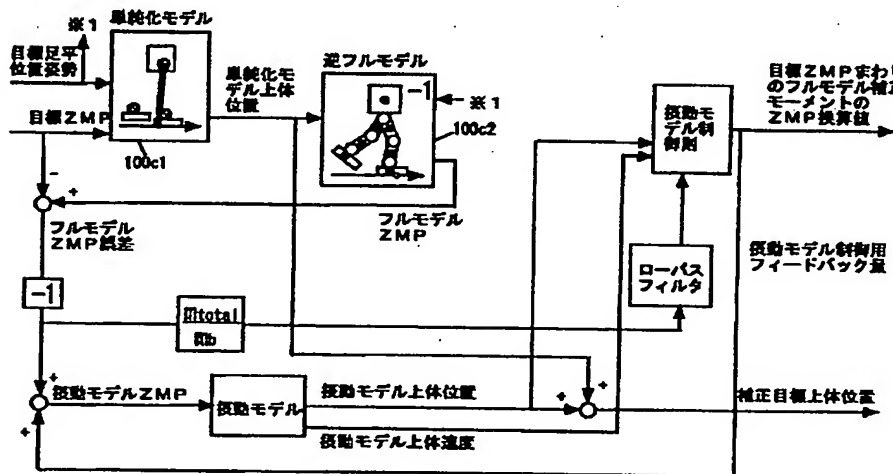 ※1
単純化モデル
目標足平
位置姿勢
目標ZMP
100c1
単純化モ
デル上体
位置
逆フルモデル
-1
※1
100c2
摂動モ
デル制
御則
目標ZMPまわり
のフルモデル補正
モーメントの
ZMP換算値
-
+
フルモデル
ZMP誤差
フルモデル
ZMP
摂動モデル制御用
フィードバック量
ローパス
フィルタ
-1
mtotal
mb
+
+
摂動モデルZMP
摂動モデル
摂動モデル上体位置
摂動モデル上体速度
+
+
補正目標上体位置